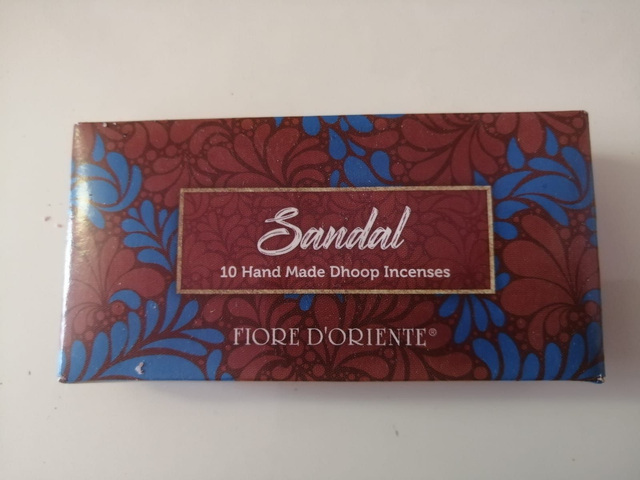 Sandal
10 Hand Made Dhoop Incenses
FIORE D'ORIENTE®